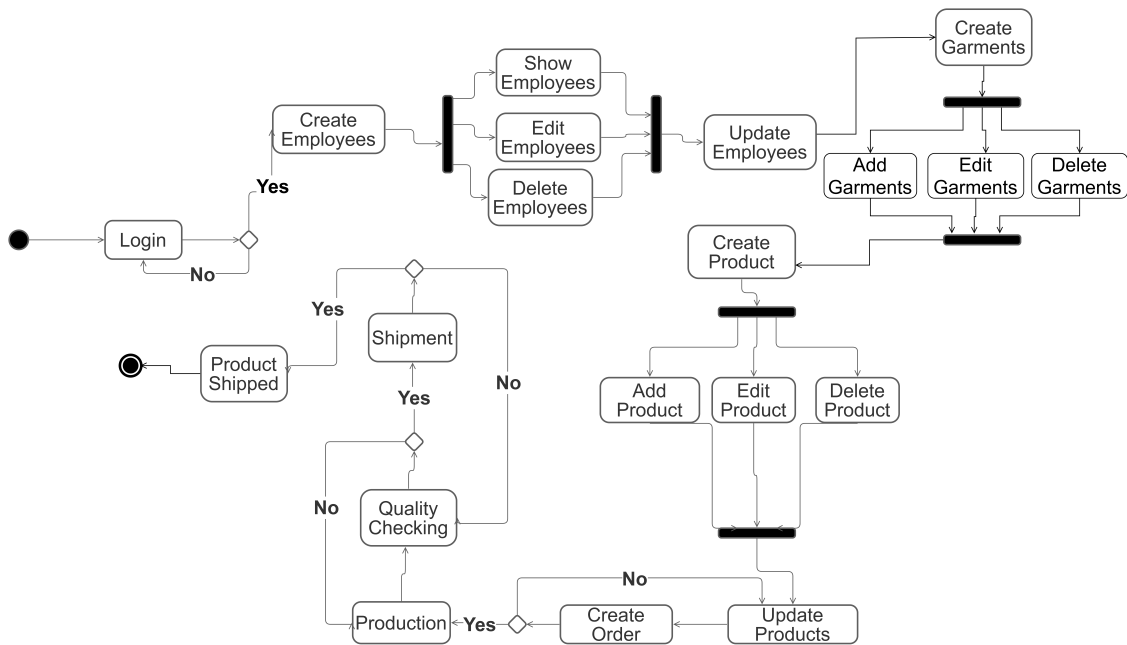 Create
Garments
Show
Employees
Create
Employees
Edit
Employees
Update
Employees
Add
Garments
Edit
Garments
Delete
Garments
Delete
Employees
Yes
Login
No
Create
Product
Yes
Shipment
Product
Shipped
No
Yes
Add
Product
Edit
Product
Delete
Product
No
Quality
Checking
No
Production
Yes
Create
Order
Update
Products